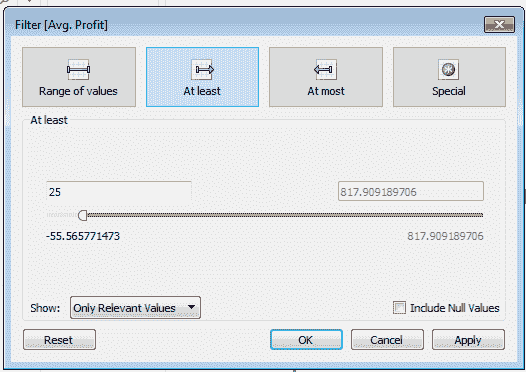 Filter [Avg. Profit]
Range of values At least At most Special
At least
25 817.909189706
-55.565771473 817.909189706
Show: Only Relevant Values Include Null Values
Reset OK Cancel Apply